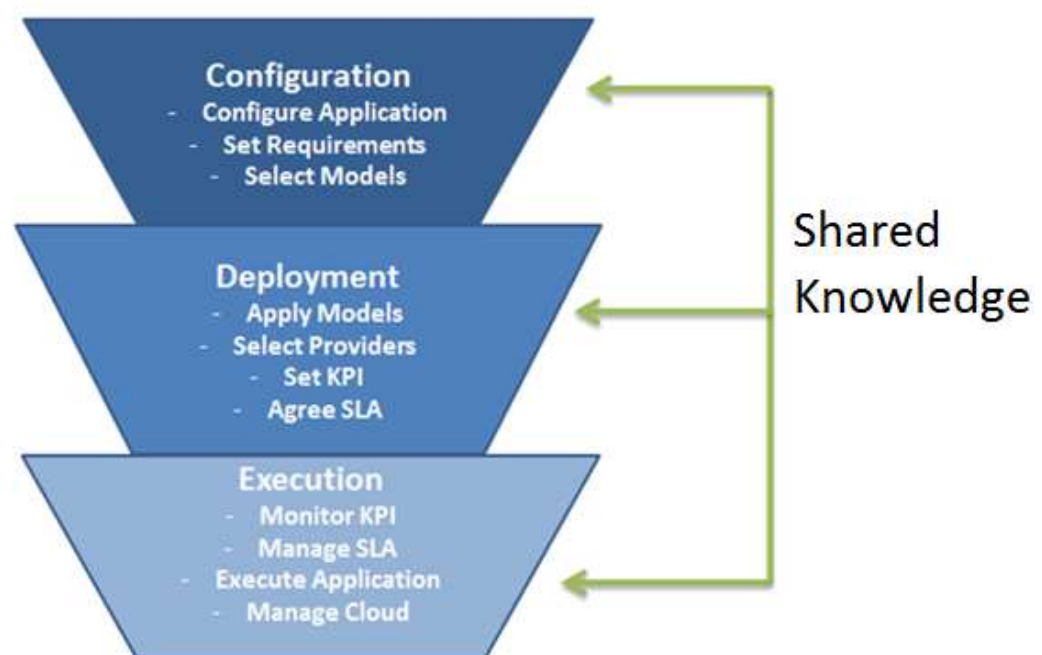 Configuration
- Configure Application
- Set Requirements
- Select Models
Deployment
- Apply Models
- Select Providers
- Set KPI
- Agree SLA
Execution
- Monitor KPI
- Manage SLA
- Execute Application
- Manage Cloud
Shared
Knowledge